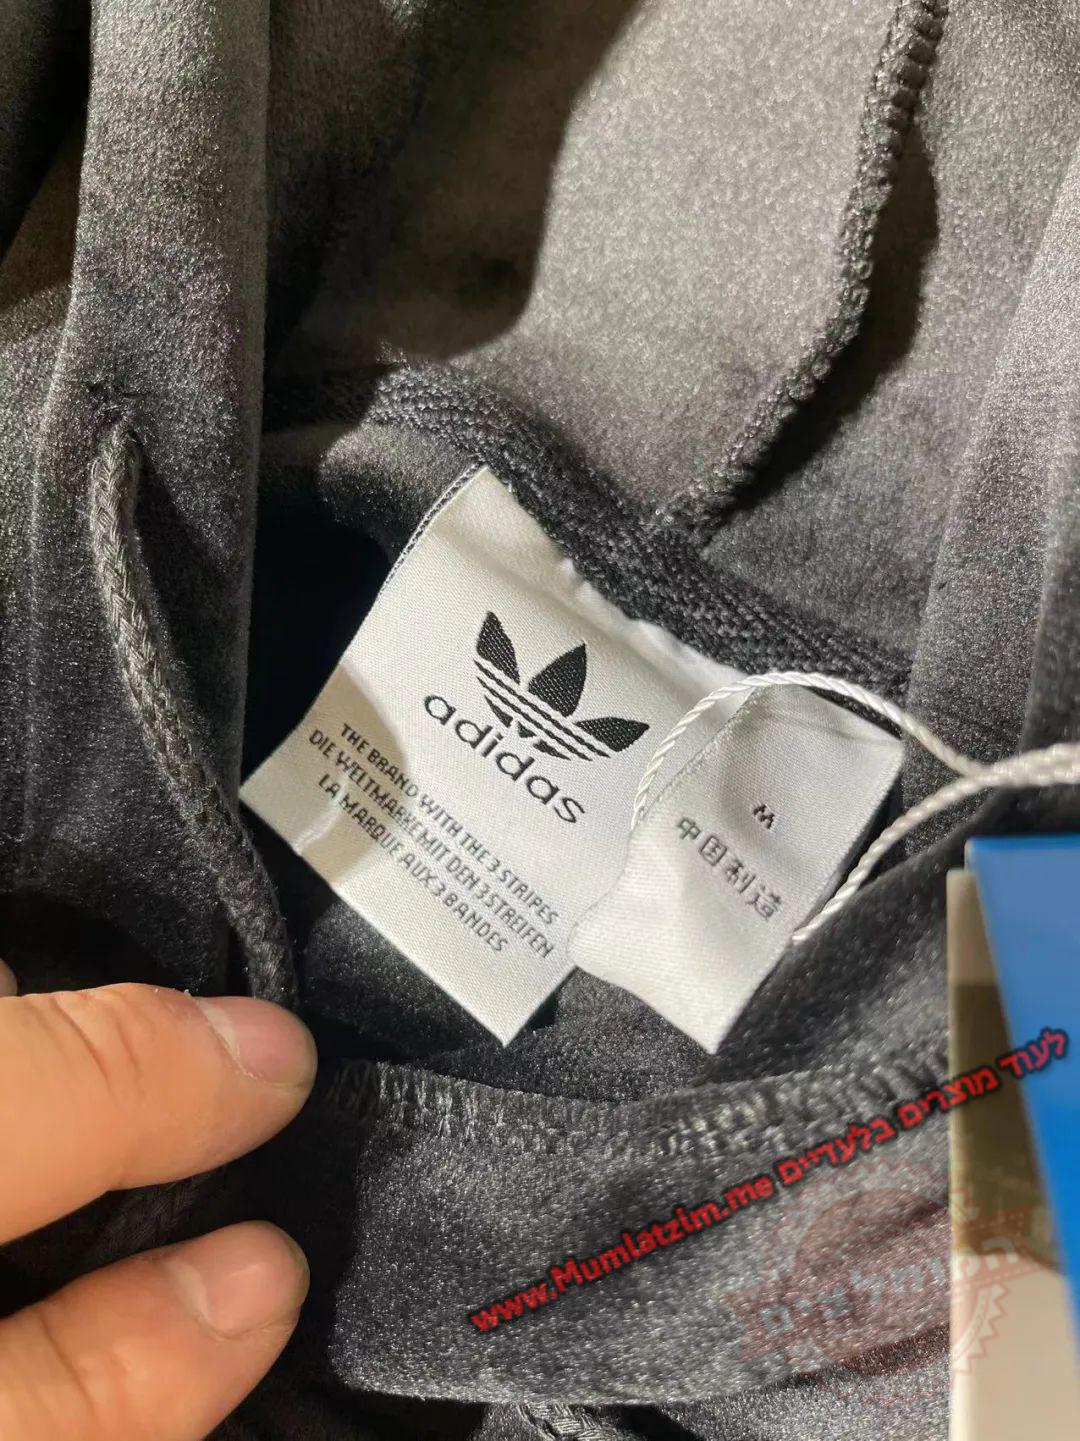 adidas
THE BRAND WITH THE 3 STRIPES
DIE WELTMARKE MIT DEN 3 STREIFEN
LA MARQUE AUX 3 BANDES
M
中国制造
לעוד מוצרים בלעדיים www.Mumlatzim.me
המומלצים